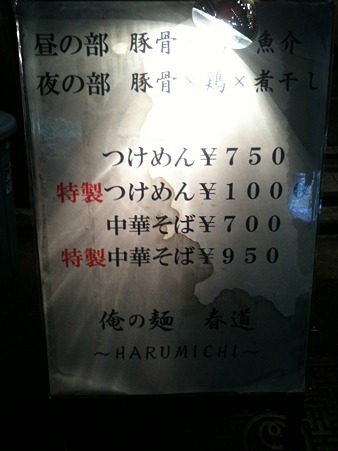 昼の部 豚骨 魚介
夜の部 豚骨×鶏×煮干し
つけめん¥750
特製つけめん¥1000
中華そば¥700
特製中華そば¥950
俺の麺 春道
～HARUMICHI～